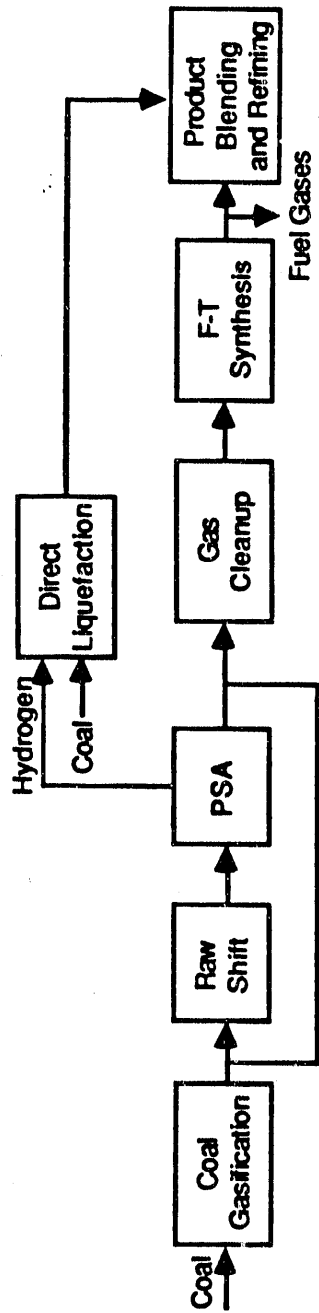 Coal
Coal
Gasification
Raw
Shift
PSA
Hydrogen
Coal
Direct
Liquefaction
Gas
Cleanup
F-T
Synthesis
Fuel Gases
Product
Blending
and Refining